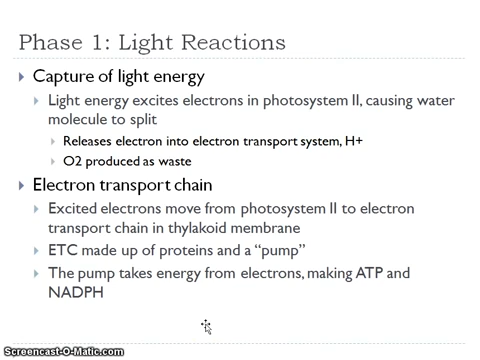 Phase 1: Light Reactions
Capture of light energy
Light energy excites electrons in photosystem II, causing water
molecule to split
Releases electron into electron transport system, H+
O2 produced as waste
Electron transport chain
Excited electrons move from photosystem II to electron
transport chain in thylakoid membrane
ETC made up of proteins and a “pump”
The pump takes energy from electrons, making ATP and
NADPH
Screencast-O-Matic.com